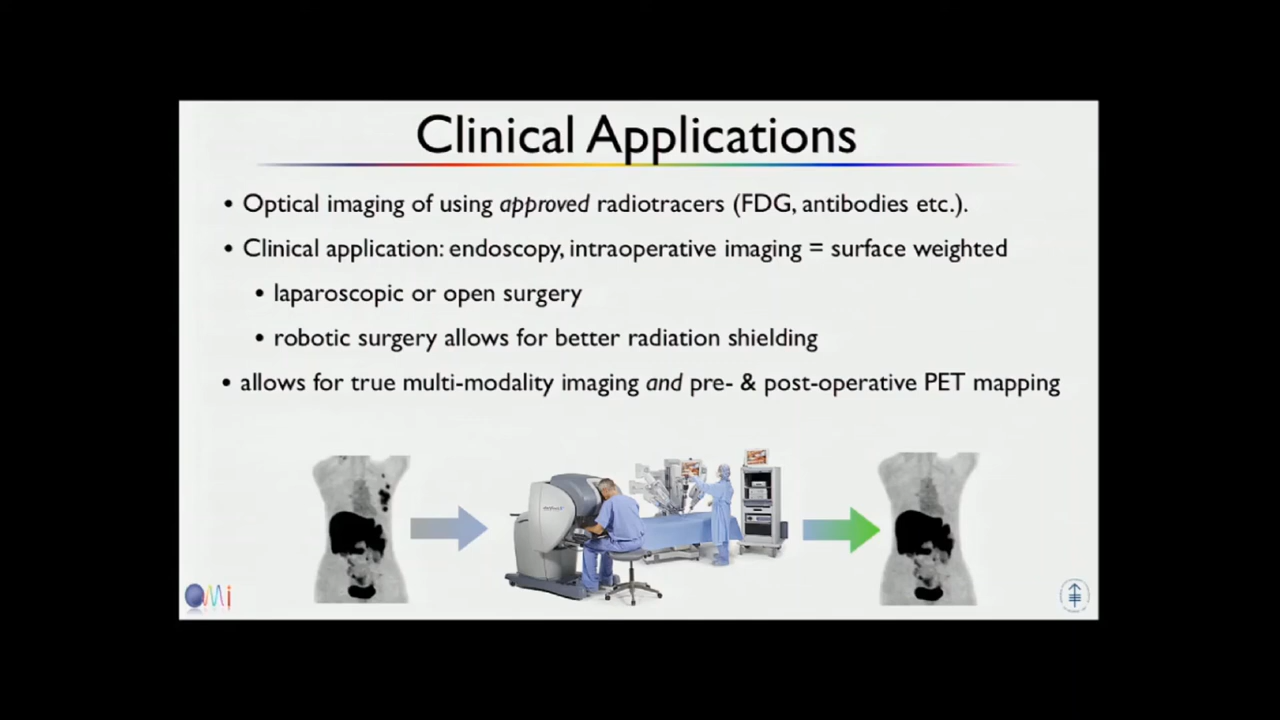 Clinical Applications
• Optical imaging of using approved radiotracers (FDG, antibodies etc.).
• Clinical application: endoscopy, intraoperative imaging = surface weighted
• laparoscopic or open surgery
• robotic surgery allows for better radiation shielding
• allows for true multi-modality imaging and pre- & post-operative PET mapping
OMi